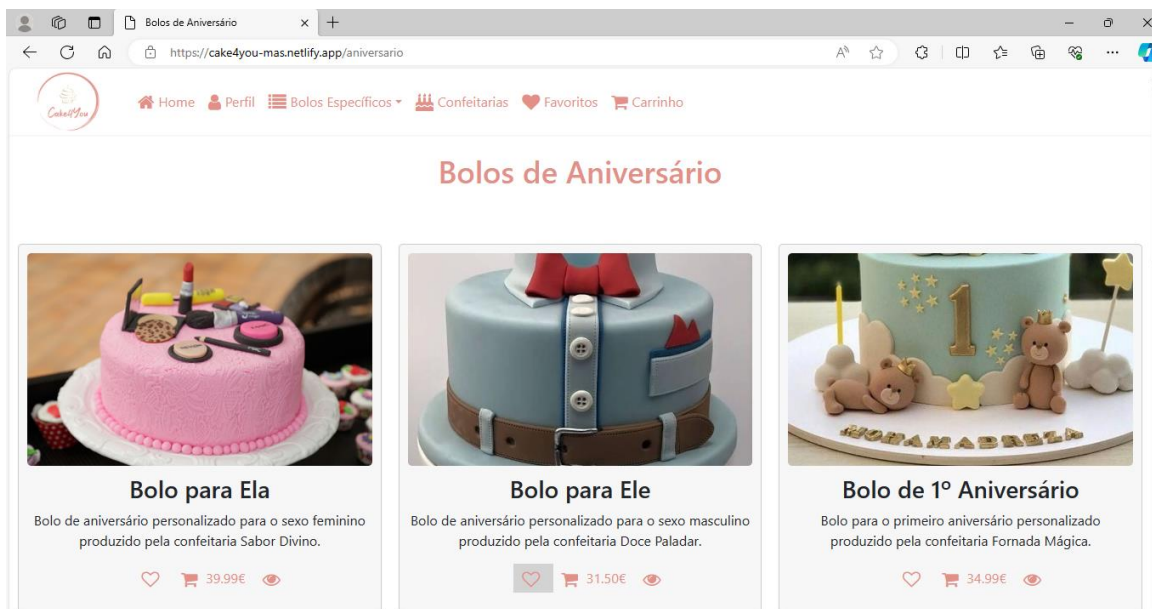 Bolos de Aniversário
https://cake4you-mas.netlify.app/aniversario
Cake4You
Home Perfil Bolos Específicos Confeitarias Favoritos Carrinho
Bolos de Aniversário
1
MOHAMADREZA
Bolo para Ela
Bolo de aniversário personalizado para o sexo feminino
produzido pela confeitaria Sabor Divino.
39.99€
Bolo para Ele
Bolo de aniversário personalizado para o sexo masculino
produzido pela confeitaria Doce Paladar.
31.50€
Bolo de 1º Aniversário
Bolo para o primeiro aniversário personalizado
produzido pela confeitaria Fornada Mágica.
34.99€